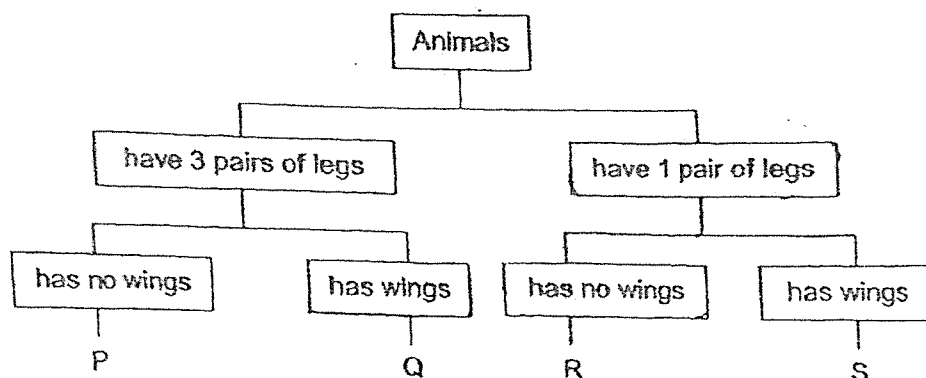 Animals
have 3 pairs of legs
have 1 pair of legs
has no wings
has wings
has no wings
has wings
P
Q
R
S